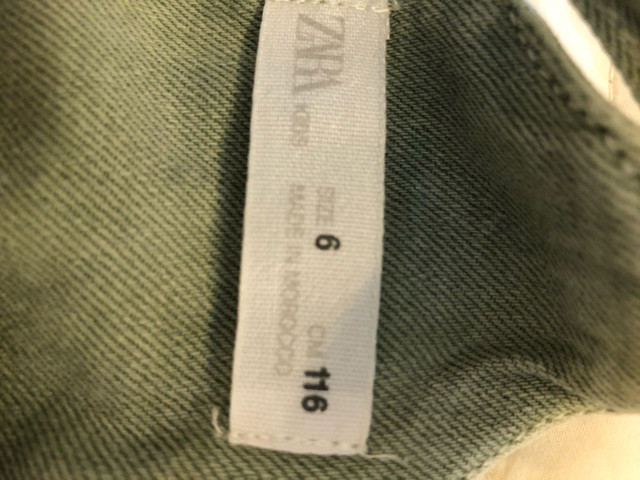 ZARA
KIDS
SIZE 6 CM 116
MADE IN MOROCCO